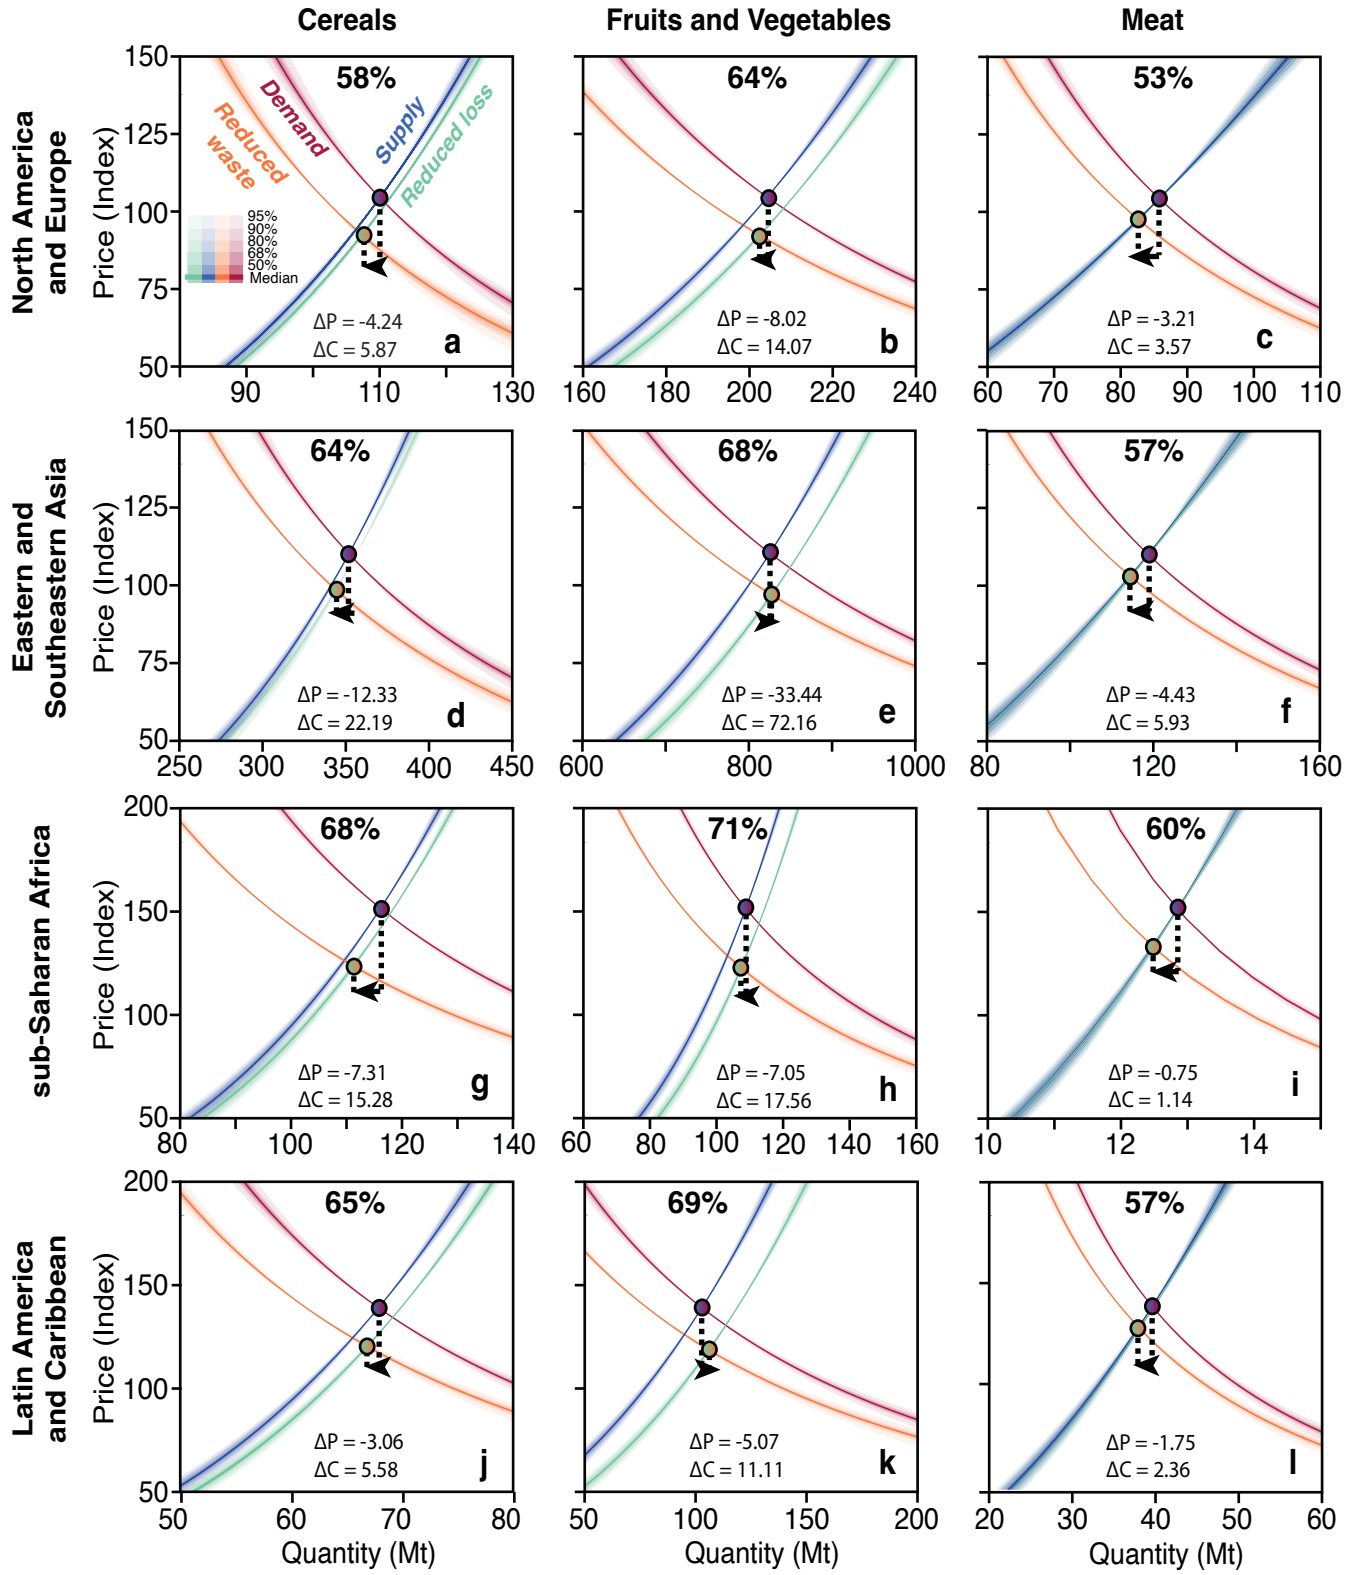 Cereals
Fruits and Vegetables
Meat
North America
and Europe
Price (Index)
150
125
100
75
50
58%
Reduced
waste
Demand
Supply
Reduced loss
95%
90%
80%
68%
50%
Median
ΔP = -4.24
ΔC = 5.87
a
90
110
130
64%
ΔP = -8.02
ΔC = 14.07
b
160
180
200
220
240
53%
ΔP = -3.21
ΔC = 3.57
c
60
70
80
90
100
110
Eastern and
Southeastern Asia
Price (Index)
150
125
100
75
50
64%
ΔP = -12.33
ΔC = 22.19
d
250
300
350
400
450
68%
ΔP = -33.44
ΔC = 72.16
e
600
800
1000
57%
ΔP = -4.43
ΔC = 5.93
f
80
120
160
sub-Saharan Africa
Price (Index)
200
150
100
50
68%
ΔP = -7.31
ΔC = 15.28
g
80
100
120
140
71%
ΔP = -7.05
ΔC = 17.56
h
60
80
100
120
140
160
60%
ΔP = -0.75
ΔC = 1.14
i
10
12
14
Latin America
and Caribbean
Price (Index)
200
150
100
50
65%
ΔP = -3.06
ΔC = 5.58
j
50
60
70
80
Quantity (Mt)
69%
ΔP = -5.07
ΔC = 11.11
k
50
100
150
200
Quantity (Mt)
57%
ΔP = -1.75
ΔC = 2.36
l
20
30
40
50
60
Quantity (Mt)